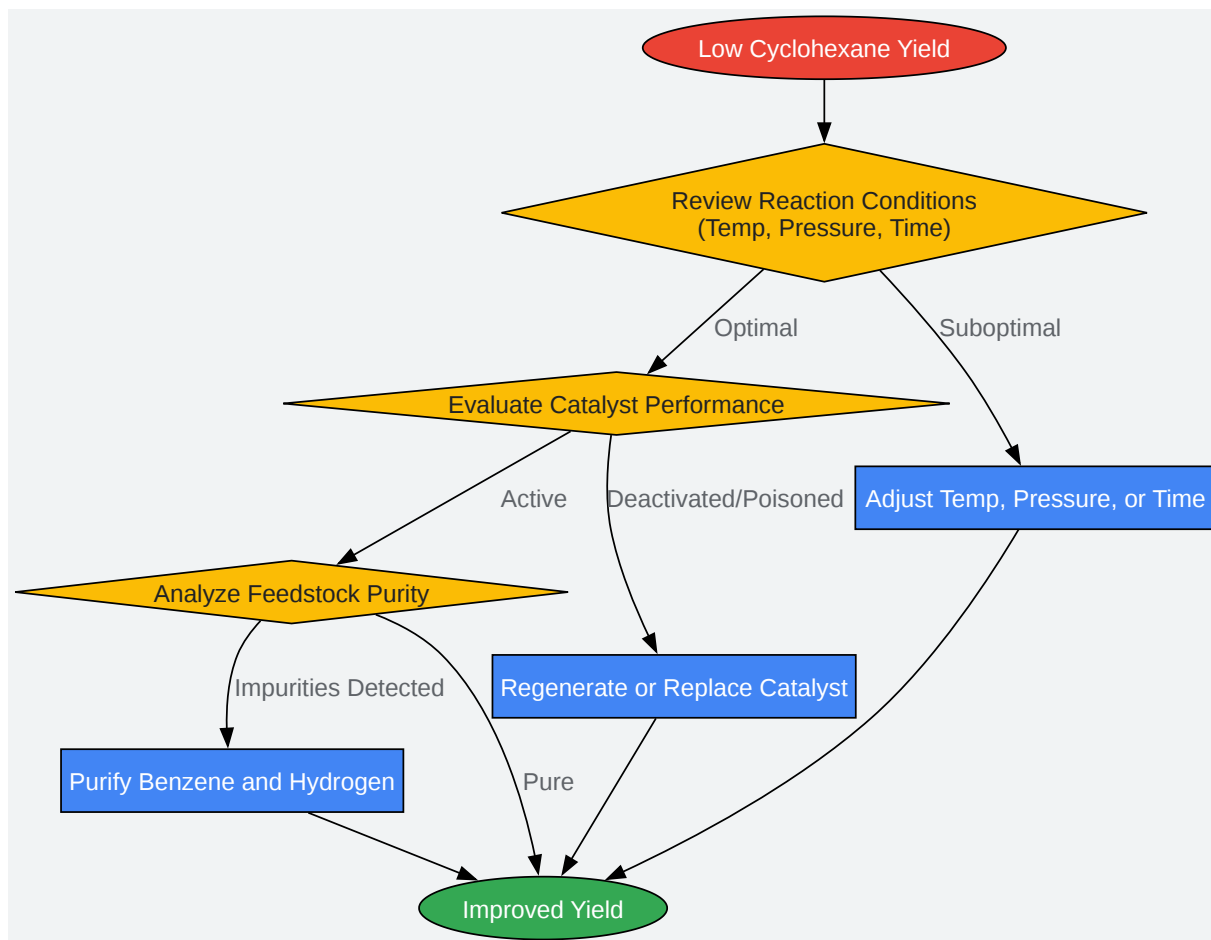 Low Cyclohexane Yield
Review Reaction Conditions
(Temp, Pressure, Time)
Optimal
Suboptimal
Evaluate Catalyst Performance
Active
Deactivated/Poisoned
Adjust Temp, Pressure, or Time
Analyze Feedstock Purity
Impurities Detected
Regenerate or Replace Catalyst
Purify Benzene and Hydrogen
Pure
Improved Yield